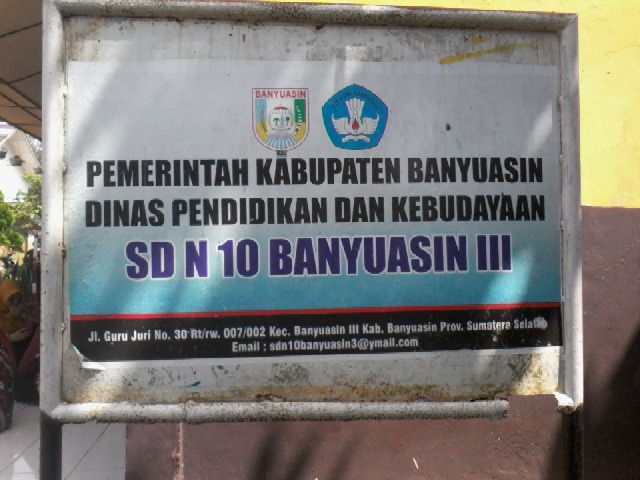 BANYUASIN
PEMERINTAH KABUPATEN BANYUASIN
DINAS PENDIDIKAN DAN KEBUDAYAAN
SD N 10 BANYUASIN III
Jl. Guru Juri No. 30 Rt/rw. 007/002 Kec. Banyuasin III Kab. Banyuasin Prov. Sumatera Selatan
Email ; sdn10banyuasin3@ymail.com